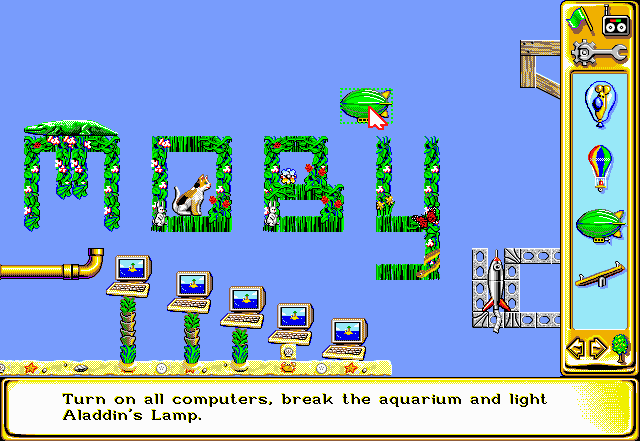 MOBY
Turn on all computers, break the aquarium and light
Aladdin's Lamp.